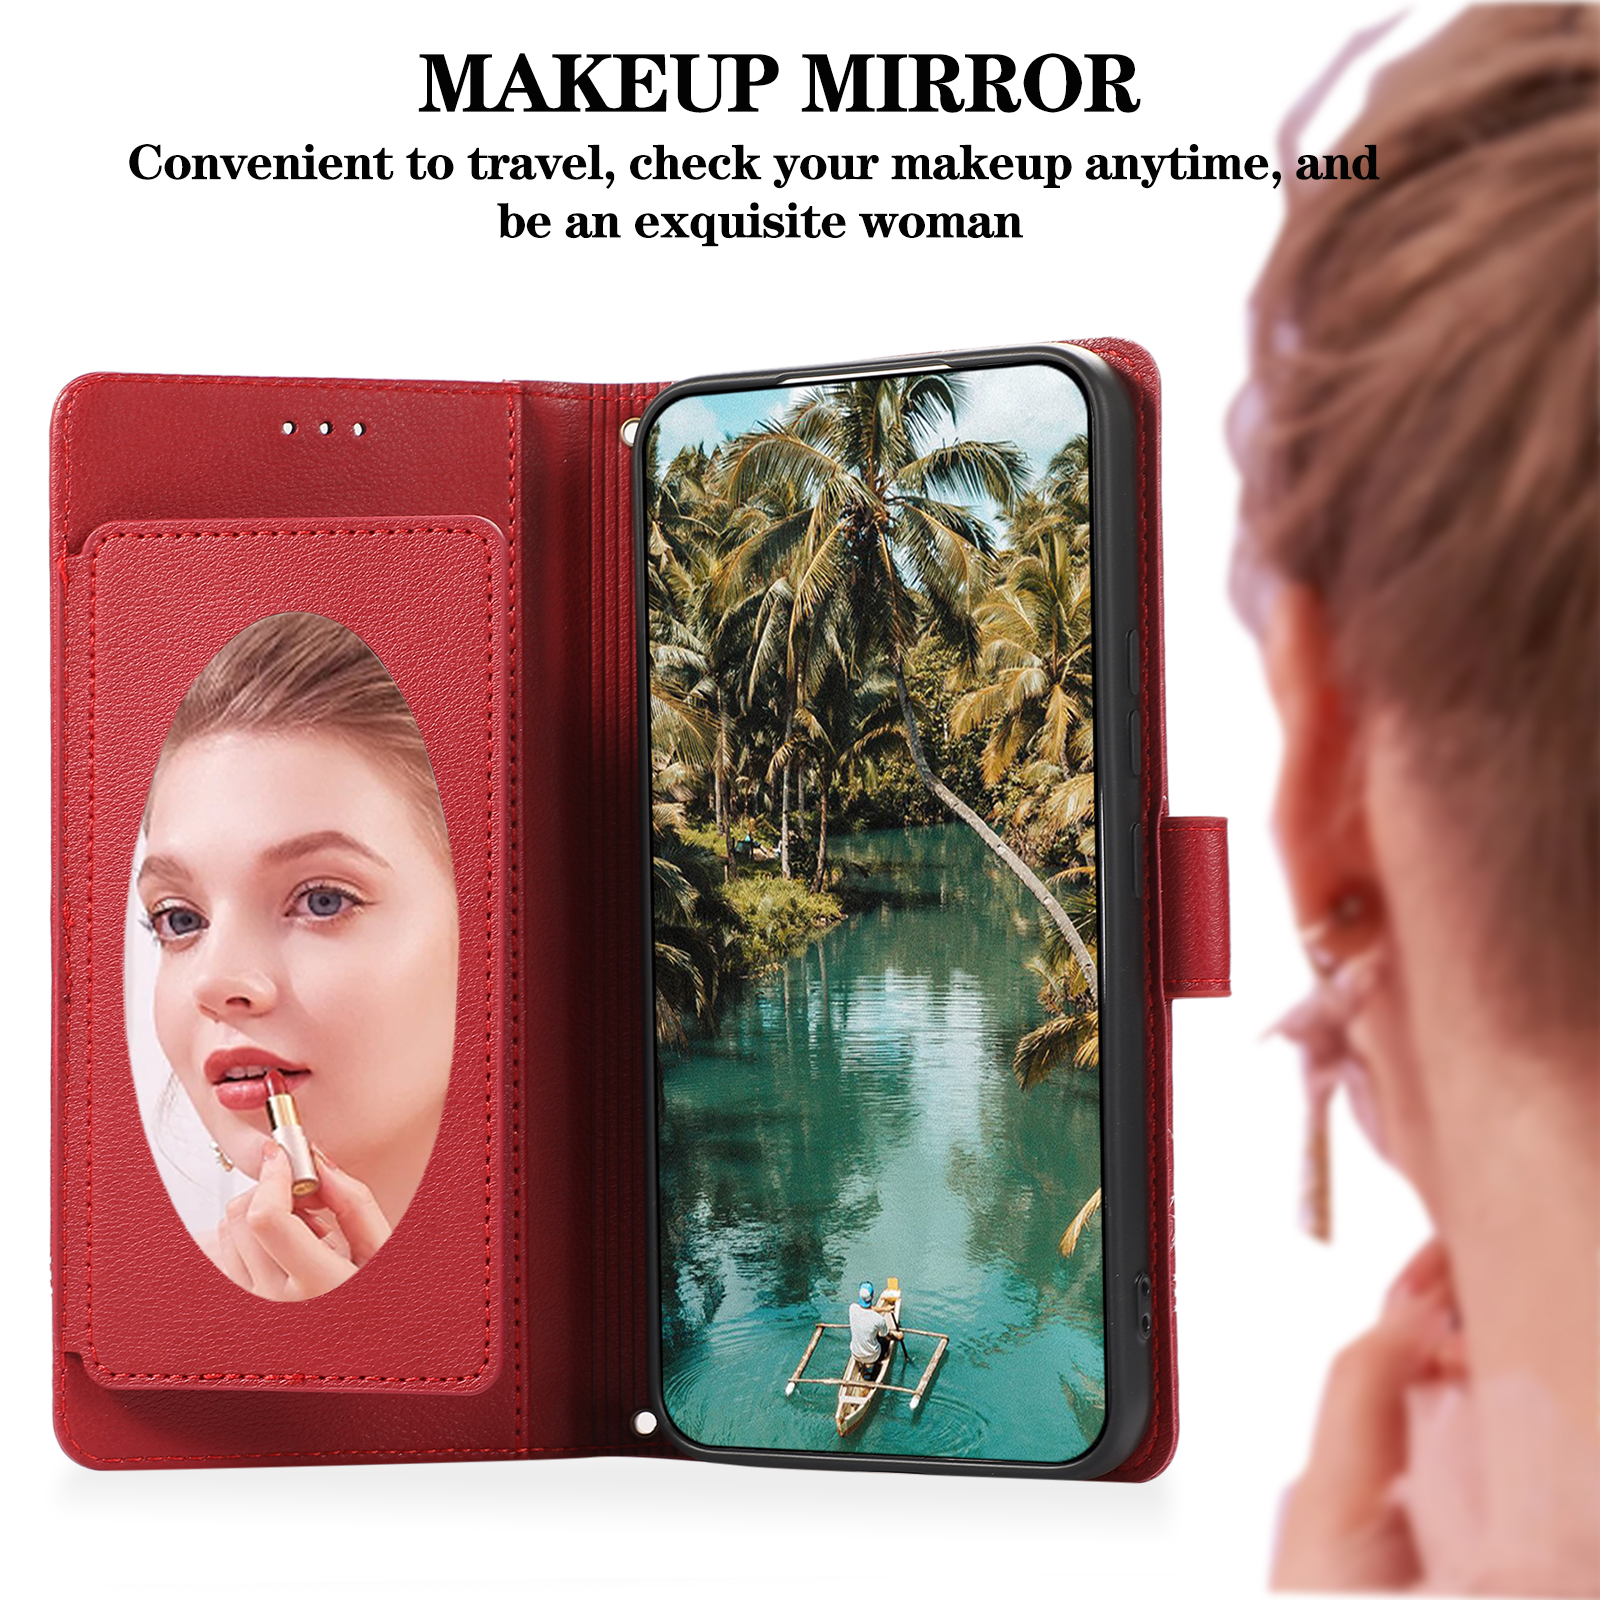 MAKEUP MIRROR
Convenient to travel, check your makeup anytime, and
be an exquisite woman